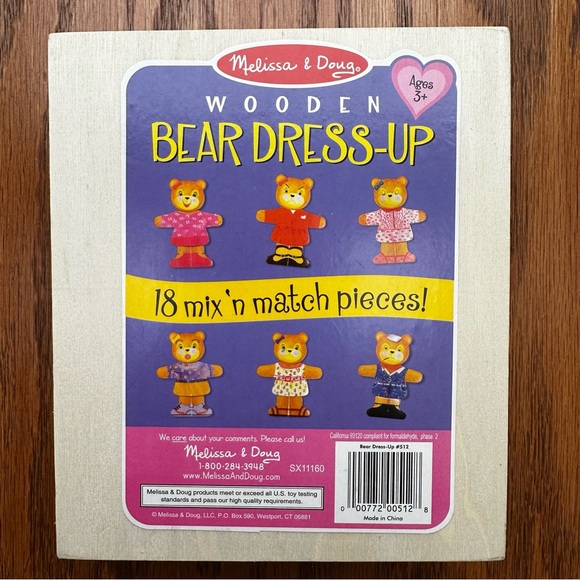 Melissa & Doug®
Ages
3+
WOODEN
BEAR DRESS-UP
18 mix 'n match pieces!
We care about your comments. Please call us!
Melissa & Doug
1-800-284-3948
SX11160
www.MelissaAndDoug.com
Melissa & Doug products meet or exceed all U.S. toy testing
standards and pass our high quality requirements.
© Melissa & Doug, LLC, P.O. Box 590, Westport, CT 06881
California 93120 compliant for formaldehyde, phase 2
Bear Dress-Up #512
0 00772 00512 8
Made in China